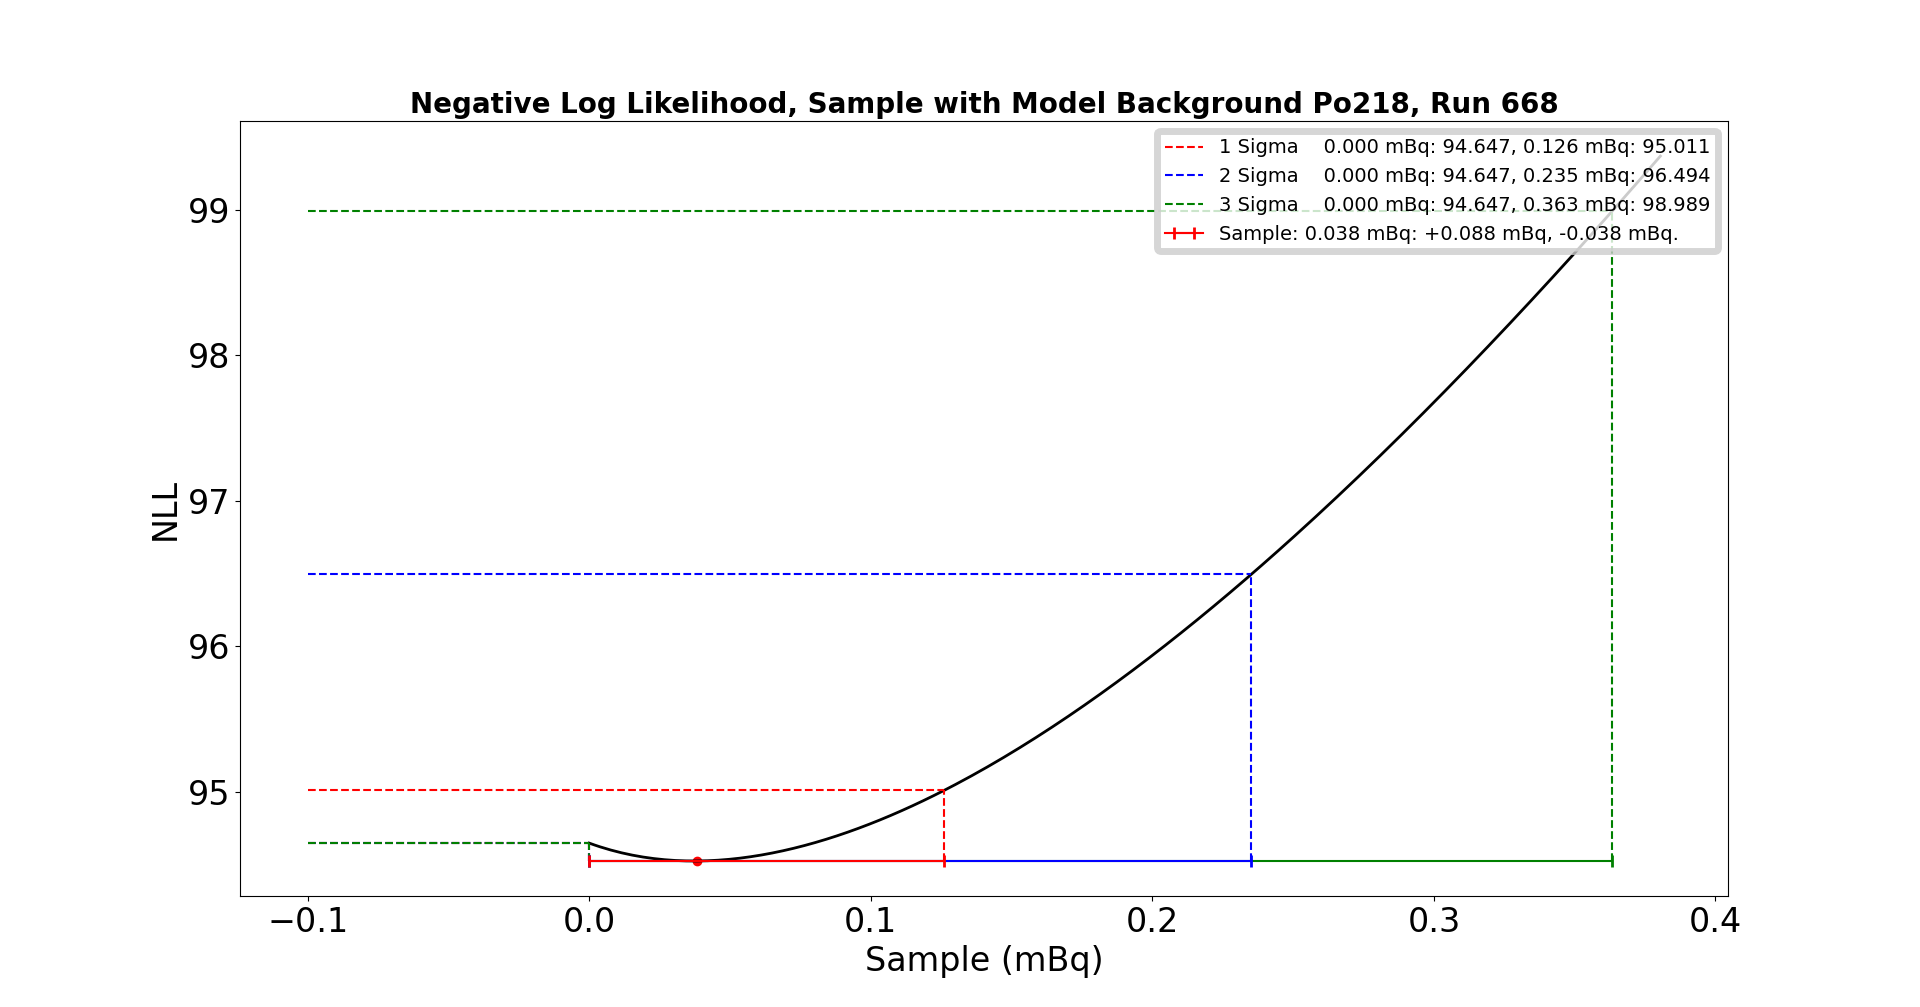 Negative Log Likelihood, Sample with Model Background Po218, Run 668
1 Sigma 0.000 mBq: 94.647, 0.126 mBq: 95.011
2 Sigma 0.000 mBq: 94.647, 0.235 mBq: 96.494
3 Sigma 0.000 mBq: 94.647, 0.363 mBq: 98.989
Sample: 0.038 mBq: +0.088 mBq, -0.038 mBq.
99
98
97
96
95
NLL
−0.1 0.0 0.1 0.2 0.3 0.4
Sample (mBq)